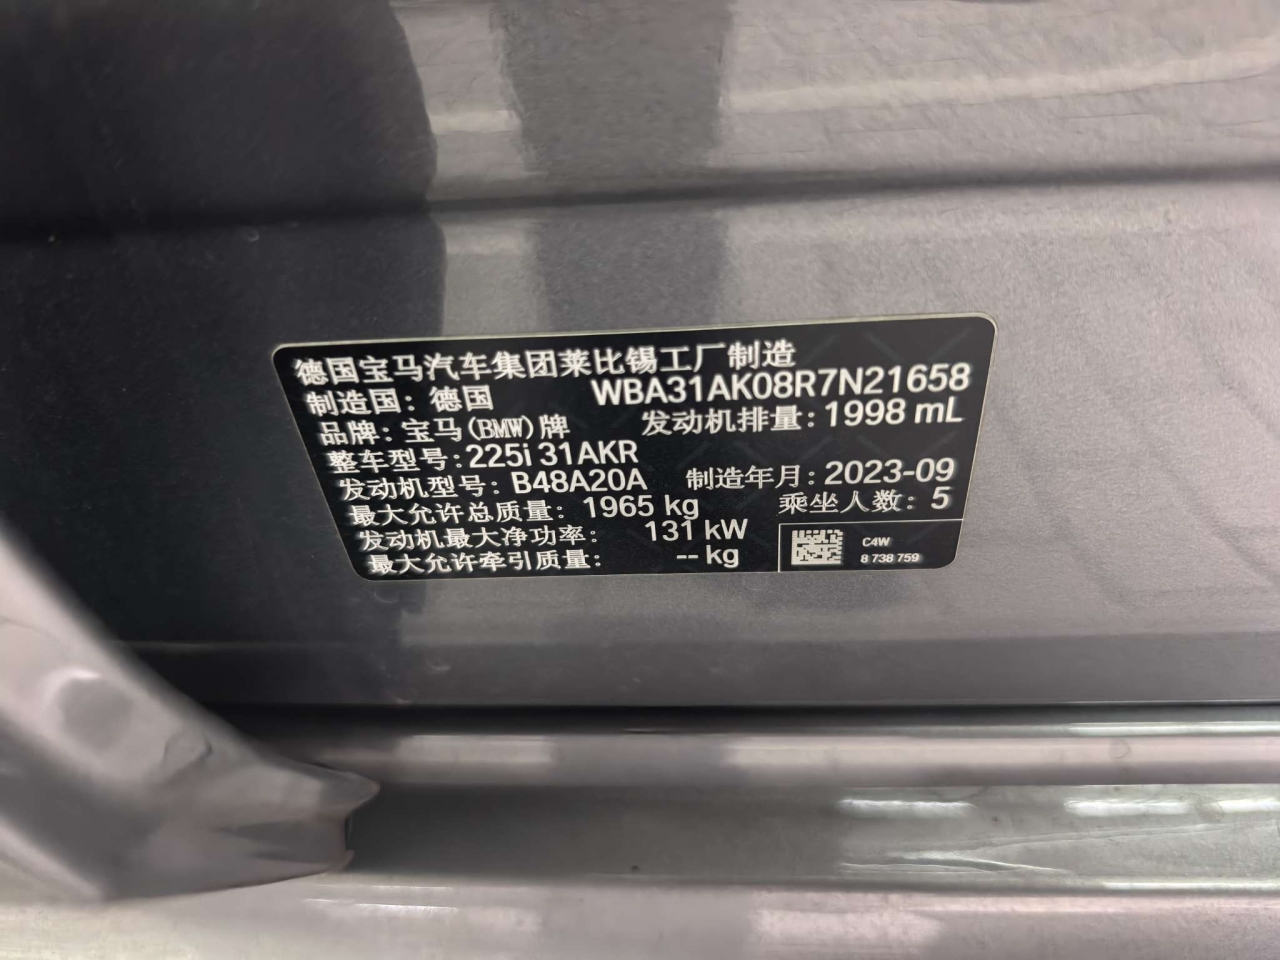 德国宝马汽车集团莱比锡工厂制造
制造国: 德国 WBA31AK08R7N21658
品牌: 宝马(BMW)牌 发动机排量: 1998 mL
整车型号: 225i 31AKR
发动机型号: B48A20A 制造年月: 2023-09
最大允许总质量: 1965 kg 乘坐人数: 5
发动机最大净功率: 131 kW
最大允许牵引质量: -- kg
C4W
8 738 759